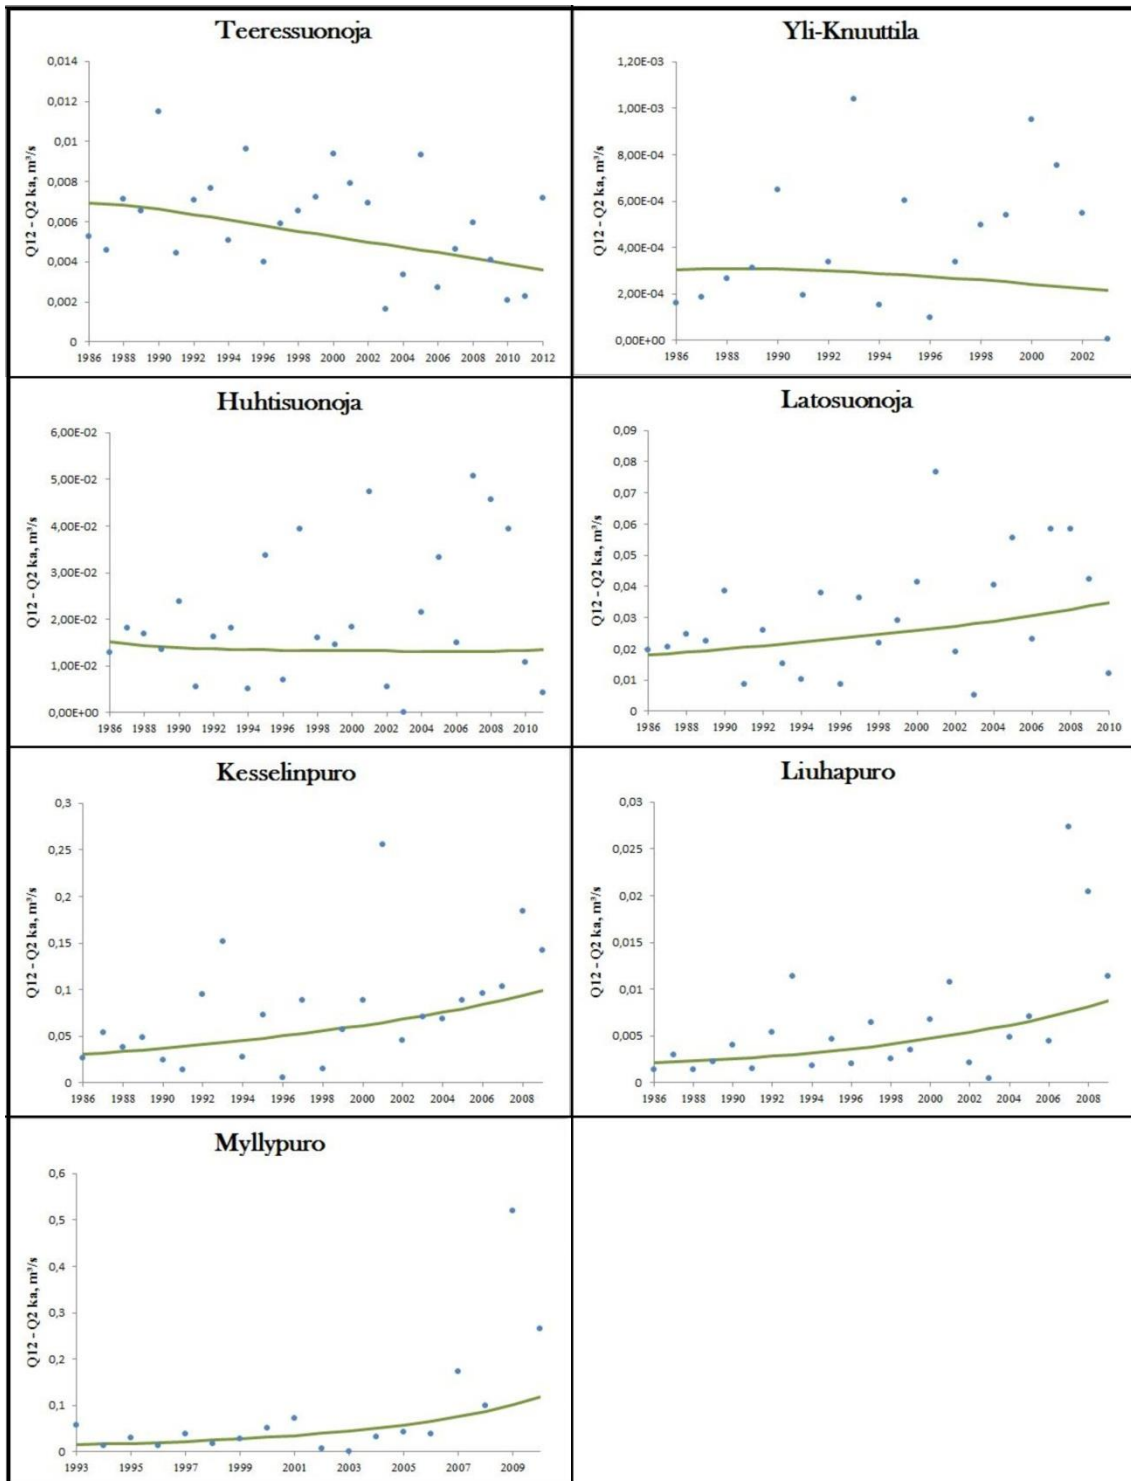 Teeressuonoja
Q12 - Q2 ka, m³/s
0,014
0,012
0,01
0,008
0,006
0,004
0,002
0
1986 1988 1990 1992 1994 1996 1998 2000 2002 2004 2006 2008 2010 2012
Yli-Knuuttila
Q12 - Q2 ka, m³/s
1,20E-03
1,00E-03
8,00E-04
6,00E-04
4,00E-04
2,00E-04
0,00E+00
1986 1988 1990 1992 1994 1996 1998 2000 2002
Huhtisuonoja
Q12 - Q2 ka, m³/s
6,00E-02
5,00E-02
4,00E-02
3,00E-02
2,00E-02
1,00E-02
0,00E+00
1986 1988 1990 1992 1994 1996 1998 2000 2002 2004 2006 2008 2010
Latosuonoja
Q12 - Q2 ka, m³/s
0,09
0,08
0,07
0,06
0,05
0,04
0,03
0,02
0,01
0
1986 1988 1990 1992 1994 1996 1998 2000 2002 2004 2006 2008 2010
Kesselinpuro
Q12 - Q2 ka, m³/s
0,3
0,25
0,2
0,15
0,1
0,05
0
1986 1988 1990 1992 1994 1996 1998 2000 2002 2004 2006 2008
Liuhapuro
Q12 - Q2 ka, m³/s
0,03
0,025
0,02
0,015
0,01
0,005
0
1986 1988 1990 1992 1994 1996 1998 2000 2002 2004 2006 2008
Myllypuro
Q12 - Q2 ka, m³/s
0,6
0,5
0,4
0,3
0,2
0,1
0
1993 1995 1997 1999 2001 2003 2005 2007 2009